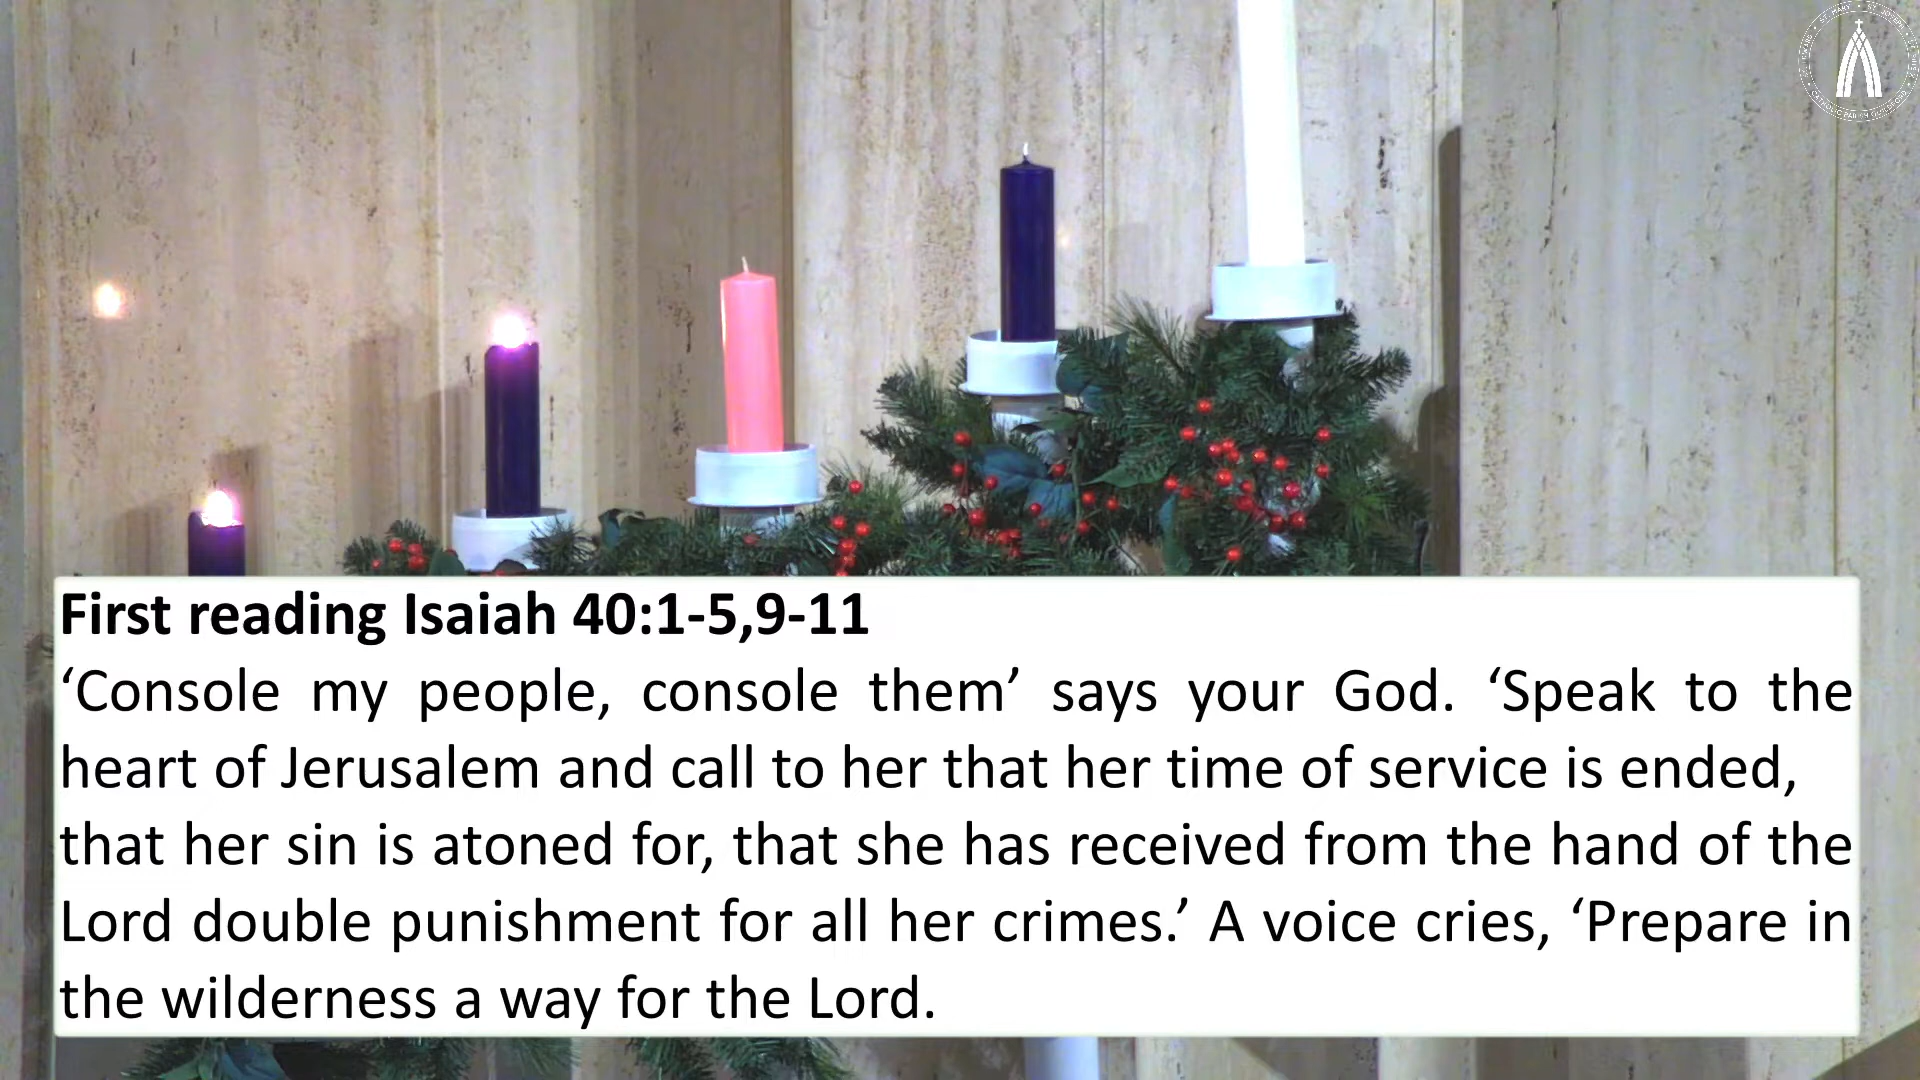 First reading Isaiah 40:1-5,9-11
‘Console my people, console them’ says your God. ‘Speak to the
heart of Jerusalem and call to her that her time of service is ended,
that her sin is atoned for, that she has received from the hand of the
Lord double punishment for all her crimes.’ A voice cries, ‘Prepare in
the wilderness a way for the Lord.